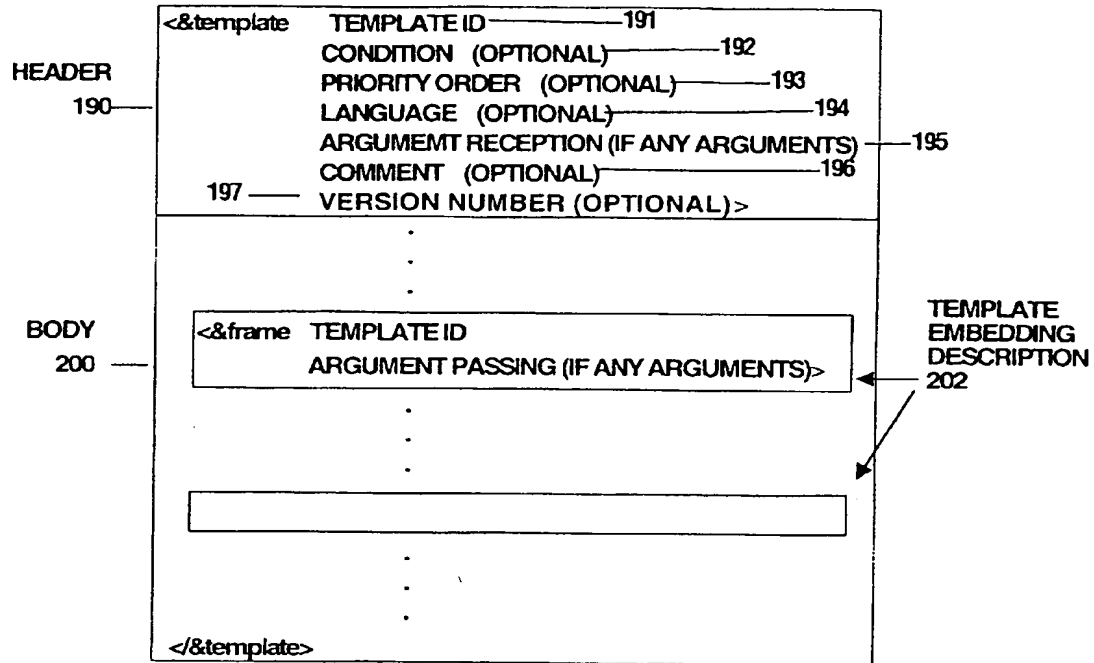 <&template TEMPLATE ID 191
CONDITION (OPTIONAL) 192
HEADER
190
PRIORITY ORDER (OPTIONAL) 193
LANGUAGE (OPTIONAL) 194
ARGUMEMT RECEPTION (IF ANY ARGUMENTS) 195
COMMENT (OPTIONAL) 196
197 VERSION NUMBER (OPTIONAL)>
BODY
200
<&frame TEMPLATE ID
ARGUMENT PASSING (IF ANY ARGUMENTS)>
TEMPLATE
EMBEDDING
DESCRIPTION
202
</&template>